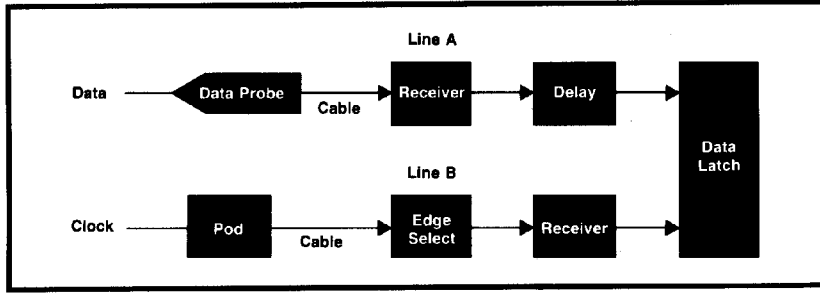 Line A
Data
Data Probe
Cable
Receiver
Delay
Data
Latch
Line B
Clock
Pod
Cable
Edge
Select
Receiver